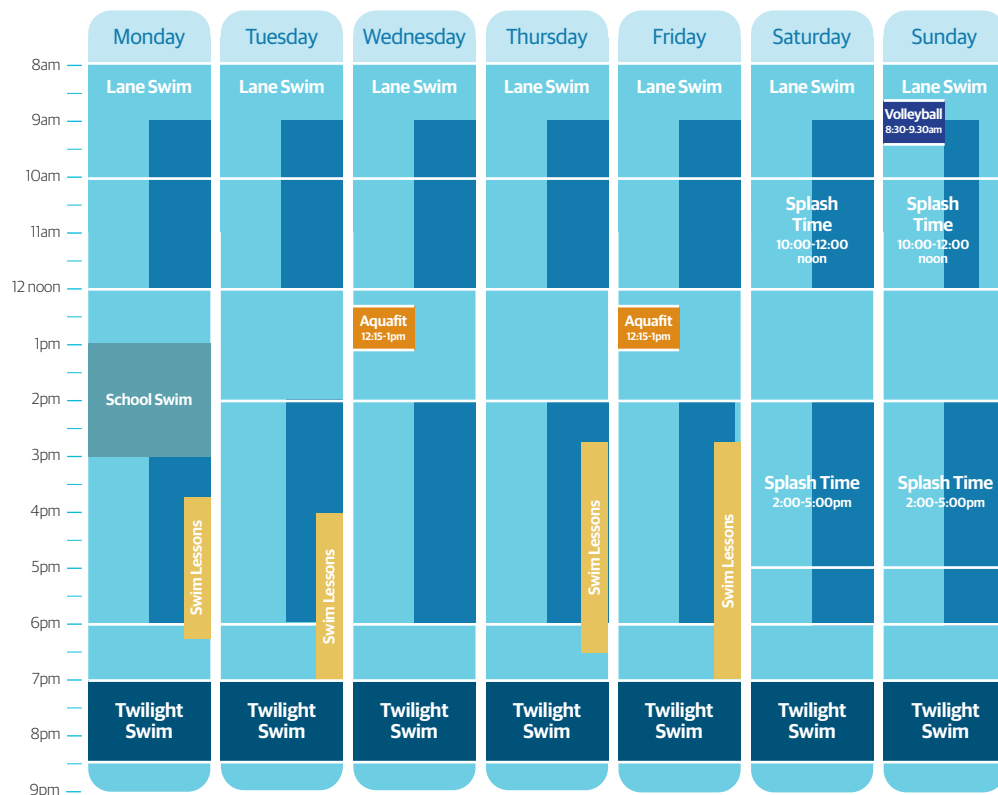 Monday
Tuesday
Wednesday
Thursday
Friday
Saturday
Sunday
8am
Lane Swim
Lane Swim
Lane Swim
Lane Swim
Lane Swim
Lane Swim
Lane Swim
Volleyball
8:30-9.30am
9am
10am
Splash
Time
10:00-12:00
noon
Splash
Time
10:00-12:00
noon
11am
12 noon
Aquafit
12:15-1pm
Aquafit
12:15-1pm
1pm
School Swim
2pm
3pm
Splash Time
2:00-5:00pm
Splash Time
2:00-5:00pm
4pm
Swim Lessons
Swim Lessons
Swim Lessons
Swim Lessons
5pm
6pm
7pm
Twilight
Swim
Twilight
Swim
Twilight
Swim
Twilight
Swim
Twilight
Swim
Twilight
Swim
Twilight
Swim
8pm
9pm